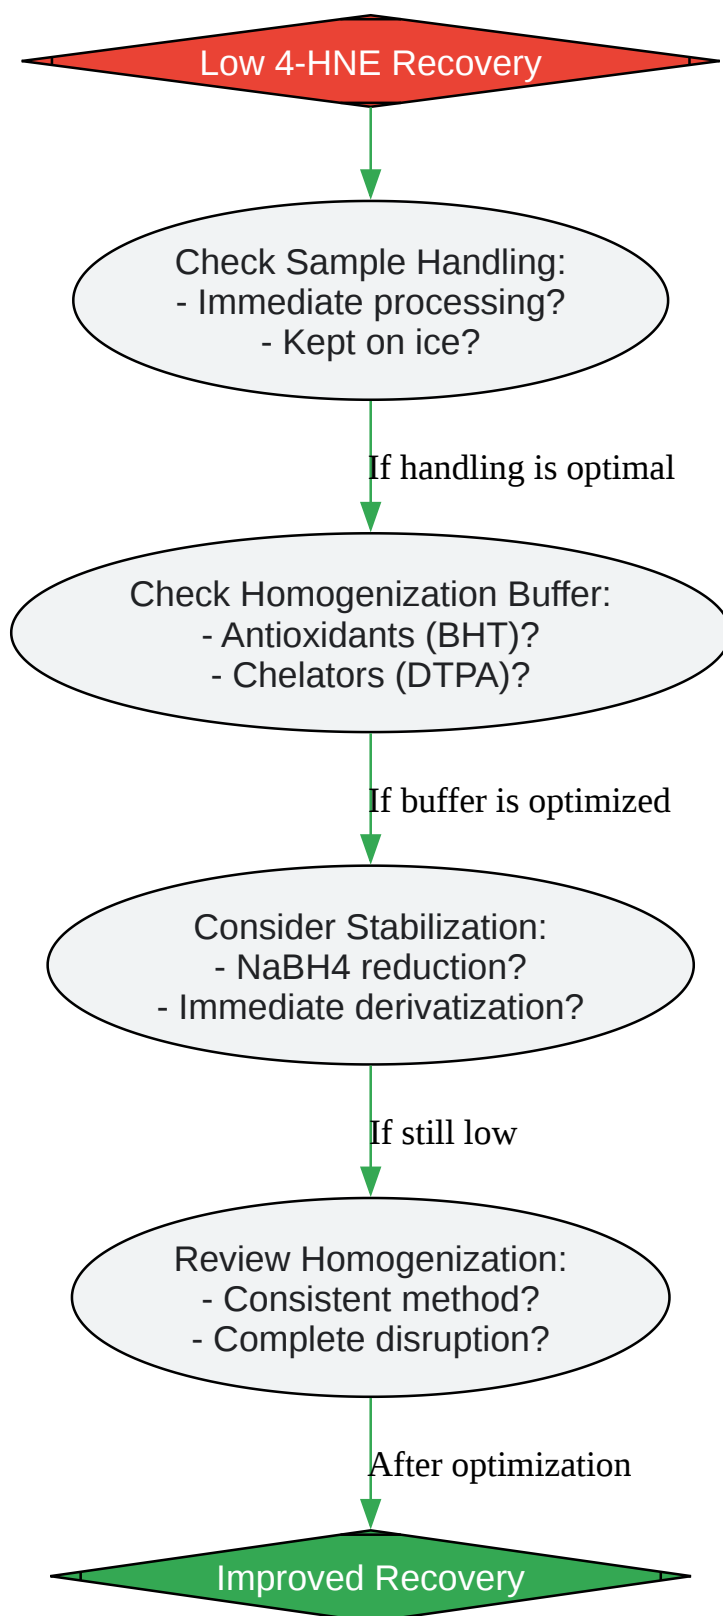 Low 4-HNE Recovery
Check Sample Handling:
- Immediate processing?
- Kept on ice?
If handling is optimal
Check Homogenization Buffer:
- Antioxidants (BHT)?
- Chelators (DTPA)?
If buffer is optimized
Consider Stabilization:
- NaBH4 reduction?
- Immediate derivatization?
If still low
Review Homogenization:
- Consistent method?
- Complete disruption?
After optimization
Improved Recovery